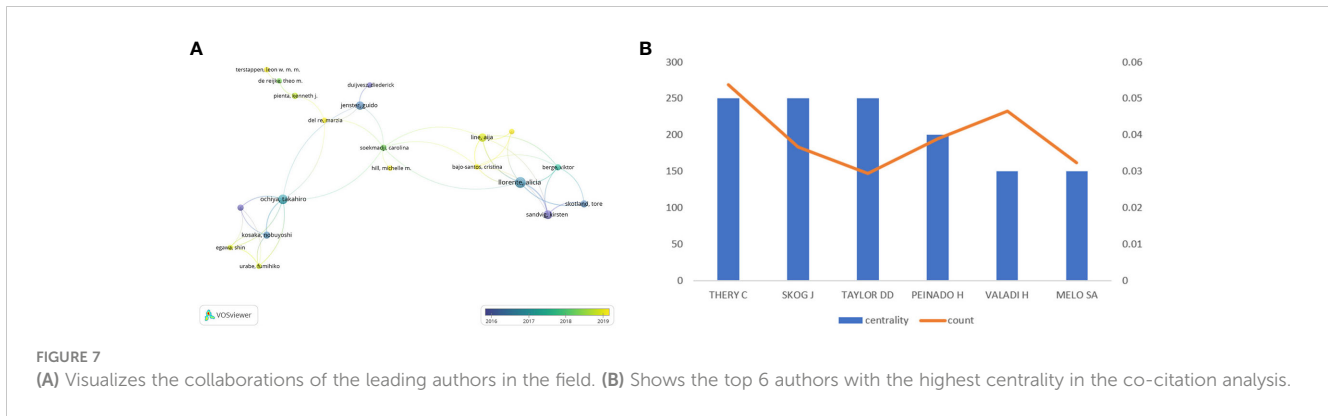 A
terstappen, leon w. m. m.
de reijke, theo m.
pienta, kenneth j.
duijvesz, diederick
jenster, guido
del re, marzia
soekmadji, carolina
hill, michelle m.
line, aija
bajo-santos, cristina
berge, viktor
llorente, alicia
skotland, tore
sandvig, kirsten
ochiya, takahiro
kosaka, nobuyoshi
egawa, shin
urabe, fumihiko
VOSviewer
2016 2017 2018 2019
B
300 0.06
250 0.05
200 0.04
150 0.03
100 0.02
50 0.01
0 0
THERY C SKOG J TAYLOR DD PEINADO H VALADI H MELO SA
centrality count
FIGURE 7
(A) Visualizes the collaborations of the leading authors in the field. (B) Shows the top 6 authors with the highest centrality in the co-citation analysis.